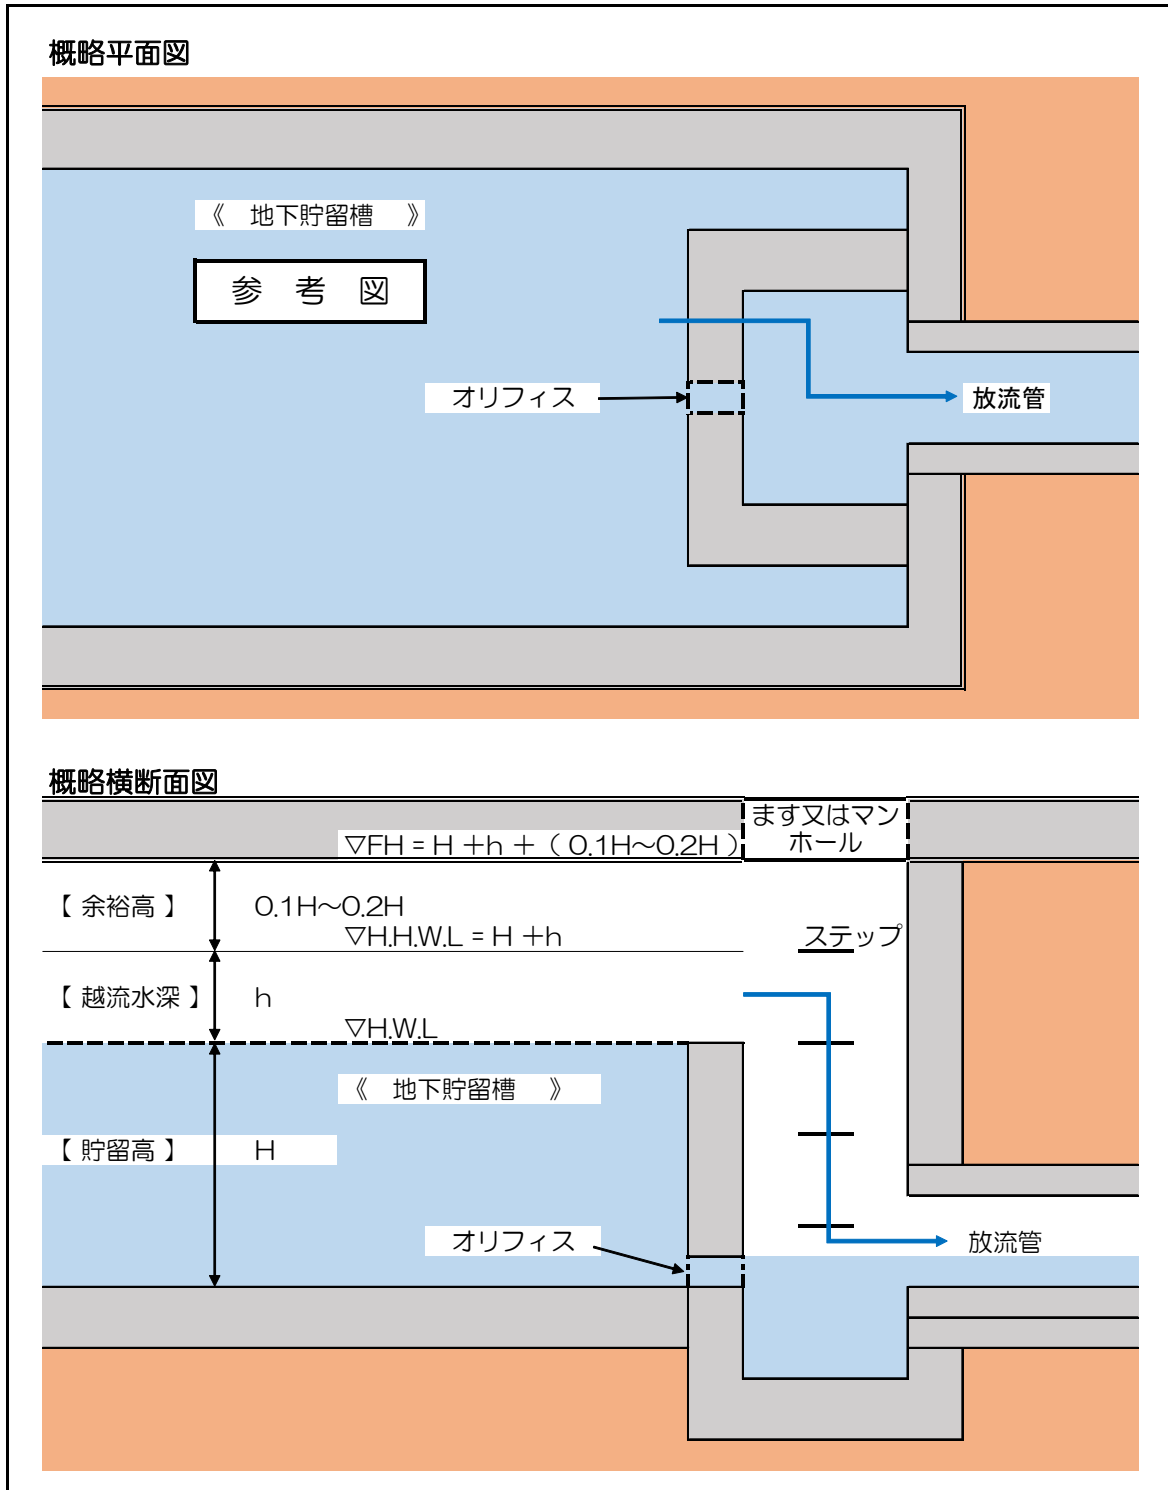 概略平面図
《 地下貯留槽 》
参 考 図
オリフィス
放流管
概略横断面図
ます又はマン
ホール
▽FH = H +h + ( 0.1H～0.2H )
【 余裕高 】 0.1H～0.2H
▽H.H.W.L = H +h
ステップ
【 越流水深 】 h
▽H.W.L
《 地下貯留槽 》
【 貯留高 】 H
オリフィス
放流管